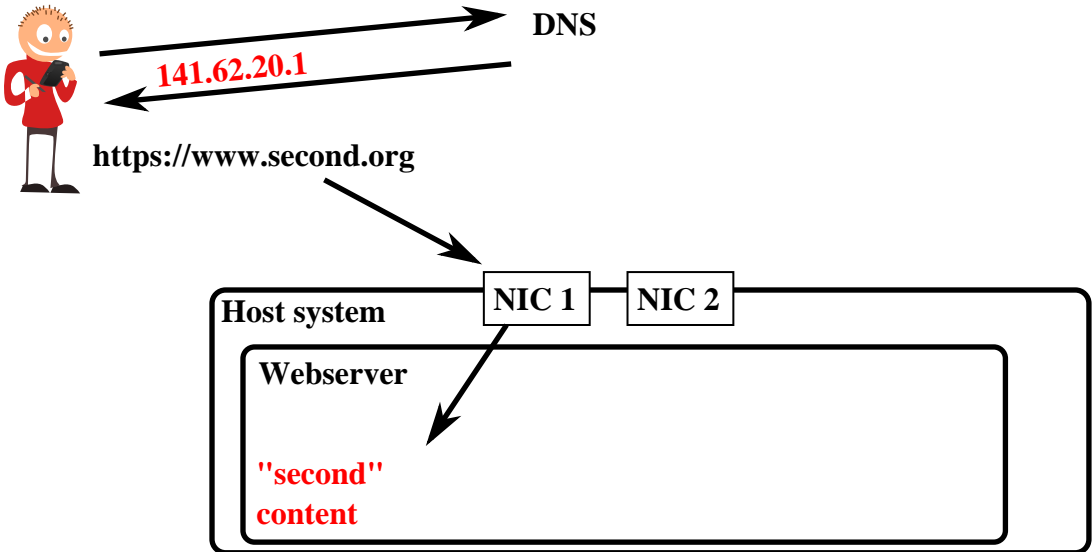 DNS
141.62.20.1
https://www.second.org
NIC 1
NIC 2
Host system
Webserver
"second"
content